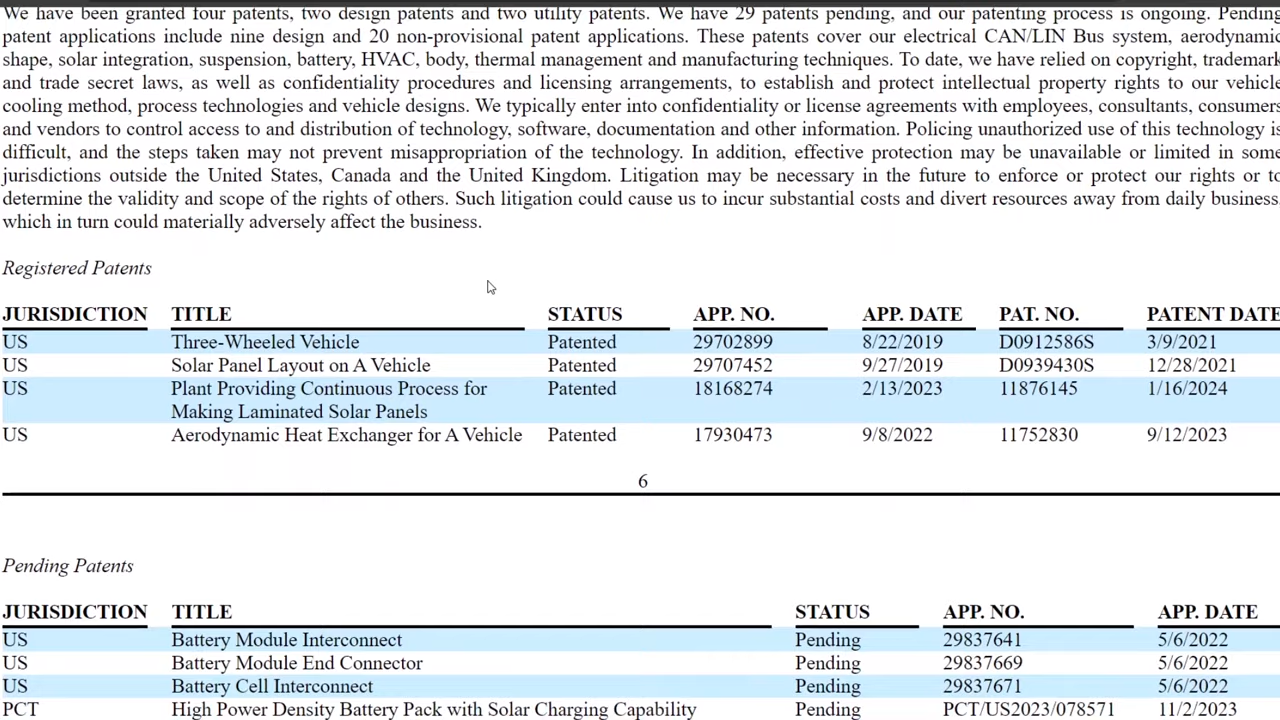 We have been granted four patents, two design patents and two utility patents. We have 29 patents pending, and our patenting process is ongoing. Pending
patent applications include nine design and 20 non-provisional patent applications. These patents cover our electrical CAN/LIN Bus system, aerodynamic
shape, solar integration, suspension, battery, HVAC, body, thermal management and manufacturing techniques. To date, we have relied on copyright, trademark
and trade secret laws, as well as confidentiality procedures and licensing arrangements, to establish and protect intellectual property rights to our vehicle
cooling method, process technologies and vehicle designs. We typically enter into confidentiality or license agreements with employees, consultants, consumers
and vendors to control access to and distribution of technology, software, documentation and other information. Policing unauthorized use of this technology is
difficult, and the steps taken may not prevent misappropriation of the technology. In addition, effective protection may be unavailable or limited in some
jurisdictions outside the United States, Canada and the United Kingdom. Litigation may be necessary in the future to enforce or protect our rights or to
determine the validity and scope of the rights of others. Such litigation could cause us to incur substantial costs and divert resources away from daily business,
which in turn could materially adversely affect the business.
Registered Patents
JURISDICTION TITLE STATUS APP. NO. APP. DATE PAT. NO. PATENT DATE
US Three-Wheeled Vehicle Patented 29702899 8/22/2019 D0912586S 3/9/2021
US Solar Panel Layout on A Vehicle Patented 29707452 9/27/2019 D0939430S 12/28/2021
US Plant Providing Continuous Process for Patented 18168274 2/13/2023 11876145 1/16/2024
Making Laminated Solar Panels
US Aerodynamic Heat Exchanger for A Vehicle Patented 17930473 9/8/2022 11752830 9/12/2023
6
Pending Patents
JURISDICTION TITLE STATUS APP. NO. APP. DATE
US Battery Module Interconnect Pending 29837641 5/6/2022
US Battery Module End Connector Pending 29837669 5/6/2022
US Battery Cell Interconnect Pending 29837671 5/6/2022
PCT High Power Density Battery Pack with Solar Charging Capability Pending PCT/US2023/078571 11/2/2023